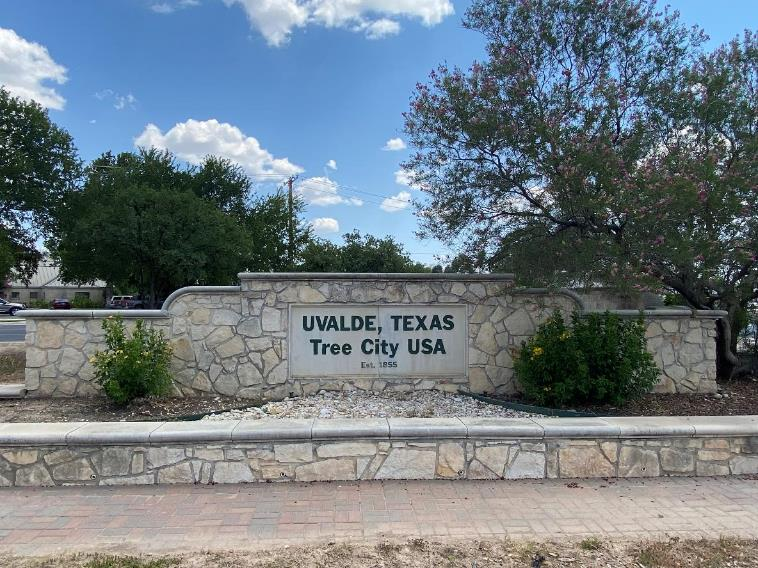 UVALDE, TEXAS
Tree City USA
Est. 1855